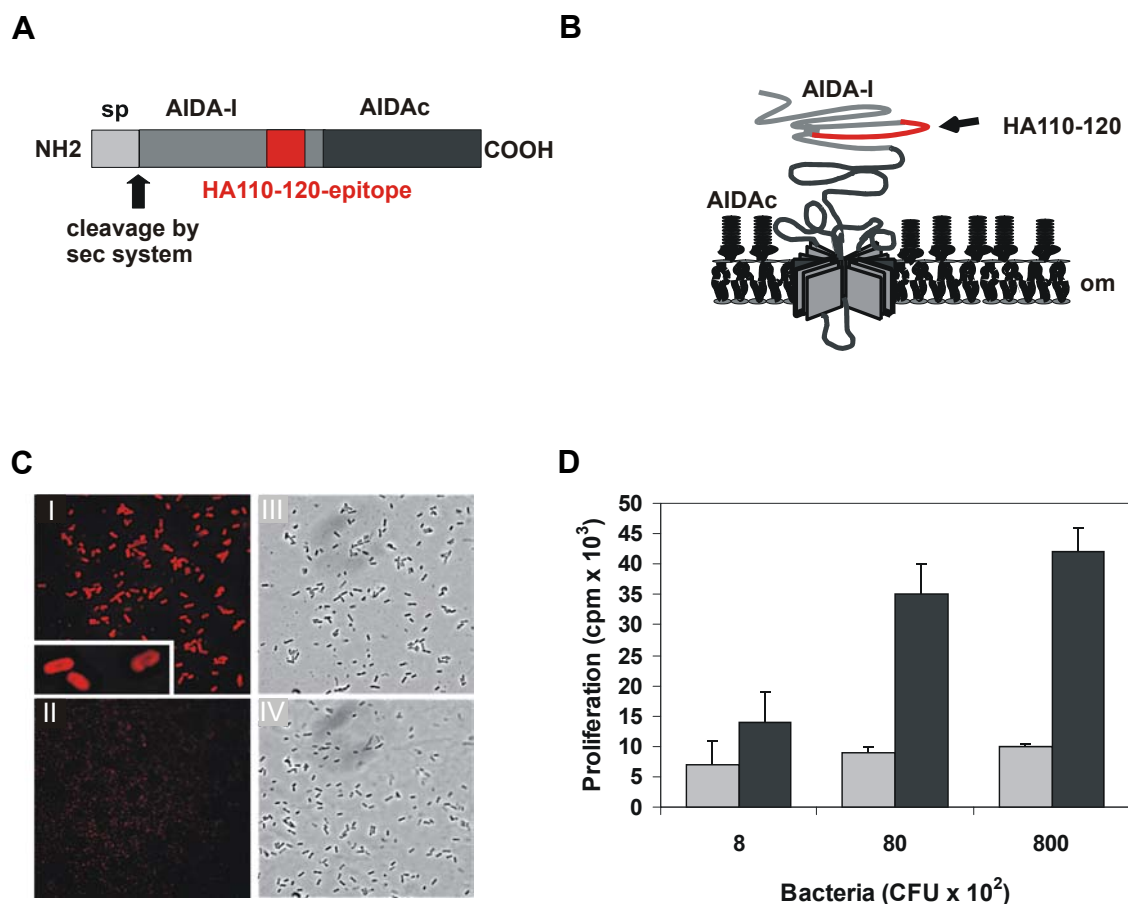 A
sp
AIDA-I
AIDAc
NH2
COOH
HA110-120-epitope
cleavage by
sec system
B
AIDA-I
HA110-120
AIDAc
om
C
I
III
II
IV
D
Proliferation (cpm x 10³)
50
45
40
35
30
25
20
15
10
5
0
8
80
800
Bacteria (CFU x 10²)